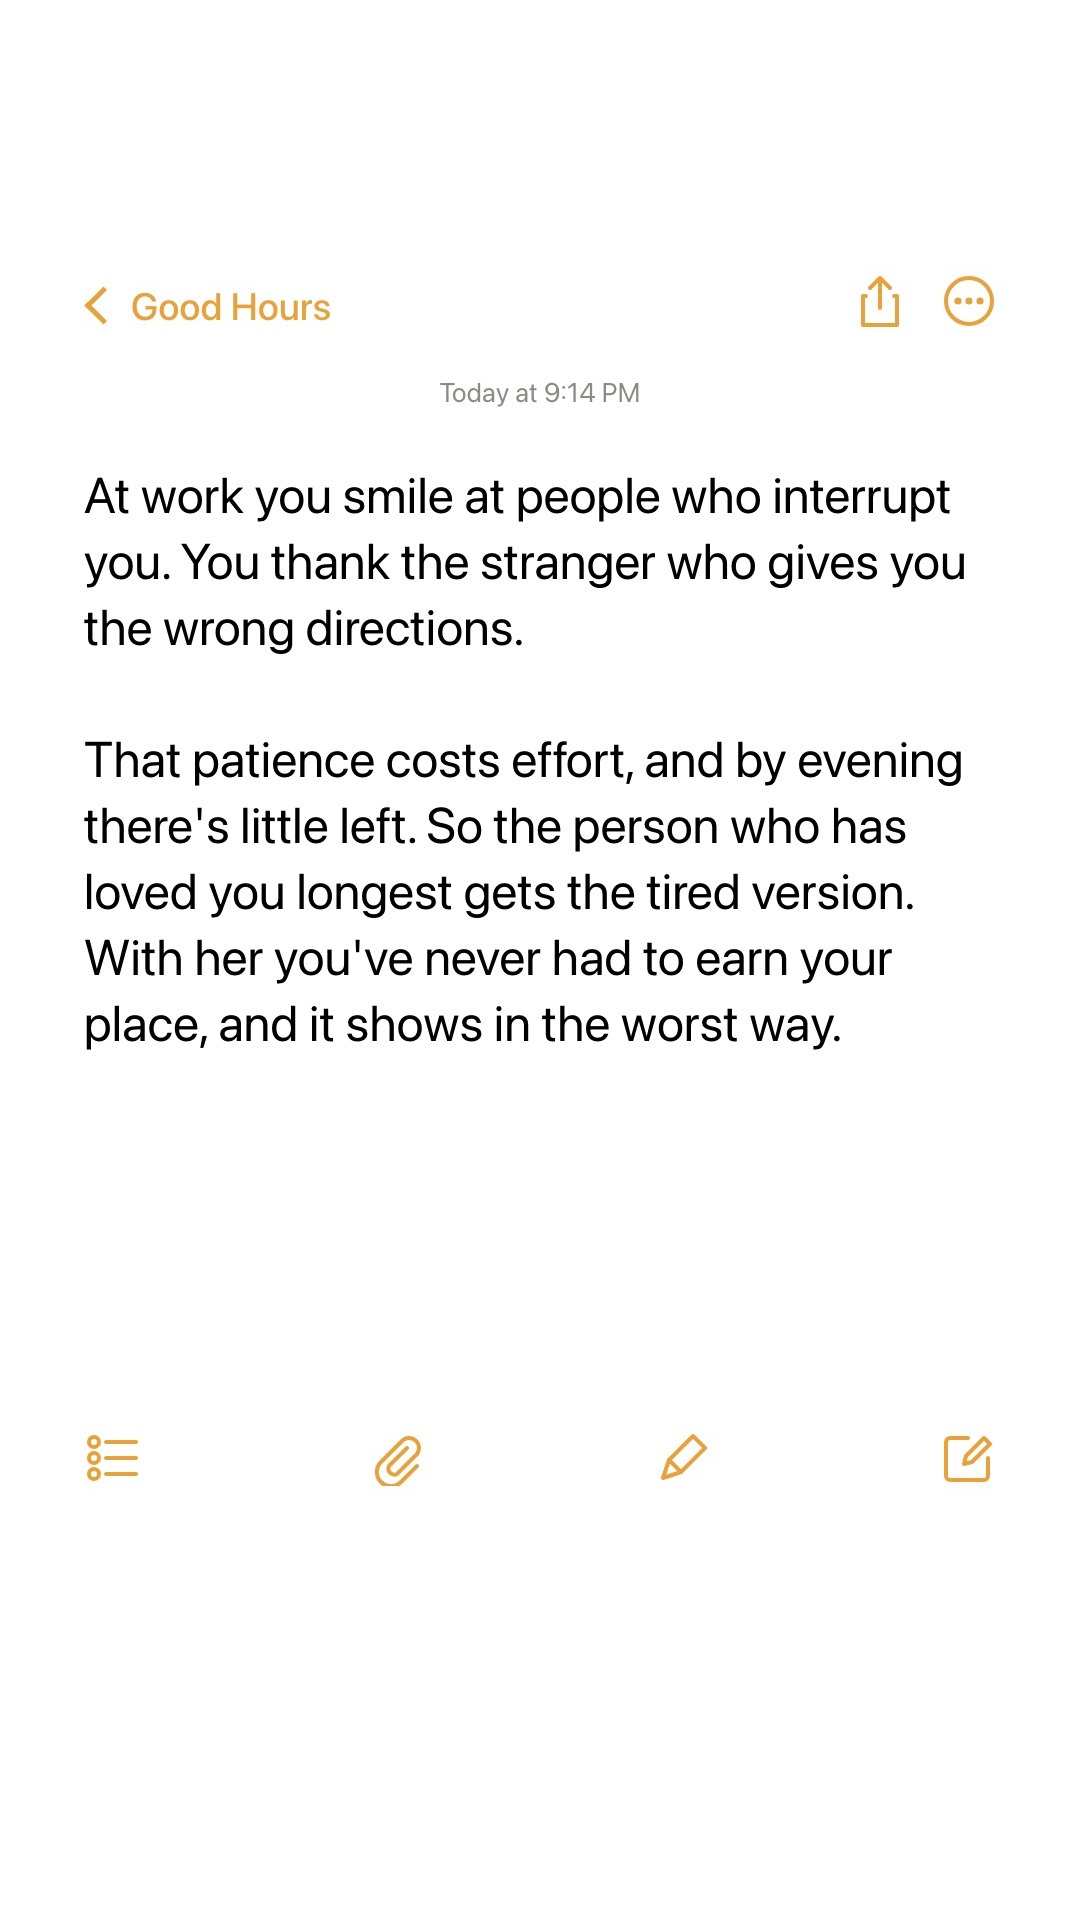 Good Hours
Today at 9:14 PM
At work you smile at people who interrupt
you. You thank the stranger who gives you
the wrong directions.
That patience costs effort, and by evening
there's little left. So the person who has
loved you longest gets the tired version.
With her you've never had to earn your
place, and it shows in the worst way.